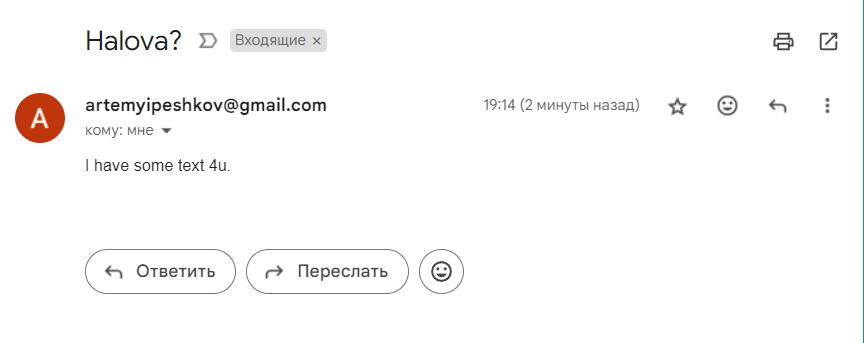 Halova? Входящие ×
A artemyipeshkov@gmail.com 19:14 (2 минуты назад)
кому: мне
I have some text 4u.
Ответить Переслать